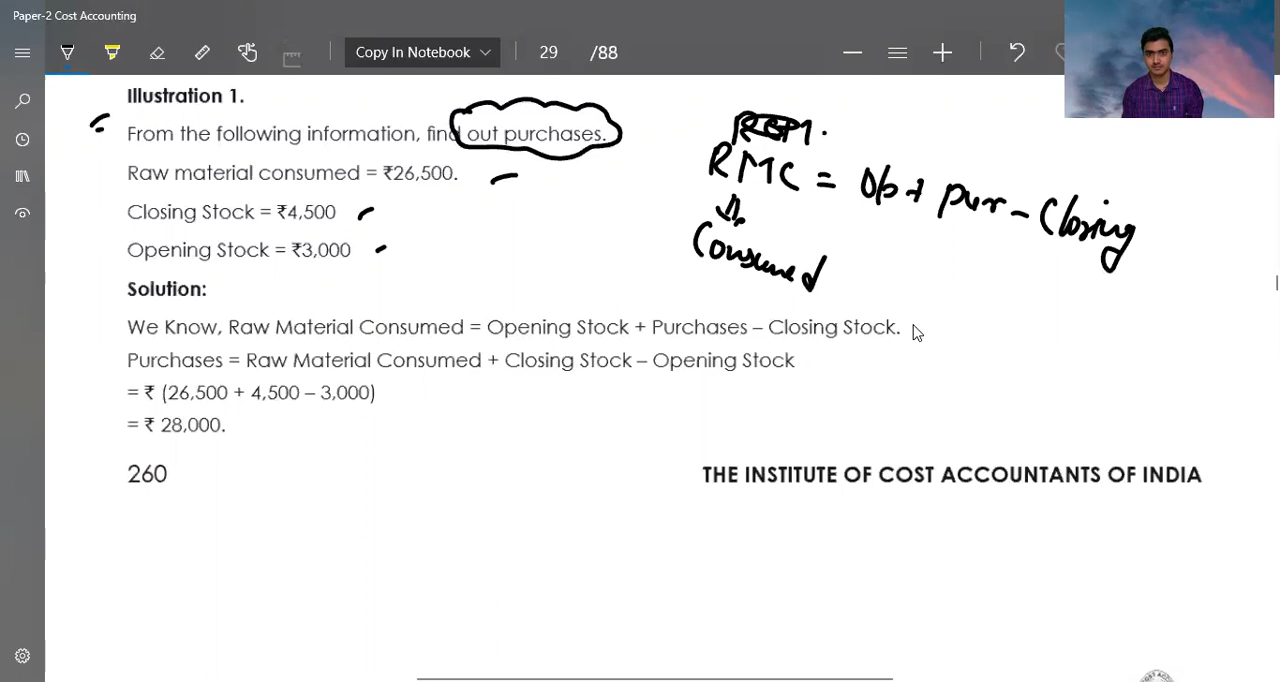 Paper-2 Cost Accounting
Copy In Notebook
29 /88
Illustration 1.
From the following information, find out purchases.
Raw material consumed = ₹26,500.
Closing Stock = ₹4,500
Opening Stock = ₹3,000
RMC = Ob + pur - Closing
Consumed
Solution:
We Know, Raw Material Consumed = Opening Stock + Purchases – Closing Stock.
Purchases = Raw Material Consumed + Closing Stock – Opening Stock
= ₹ (26,500 + 4,500 – 3,000)
= ₹ 28,000.
260
THE INSTITUTE OF COST ACCOUNTANTS OF INDIA